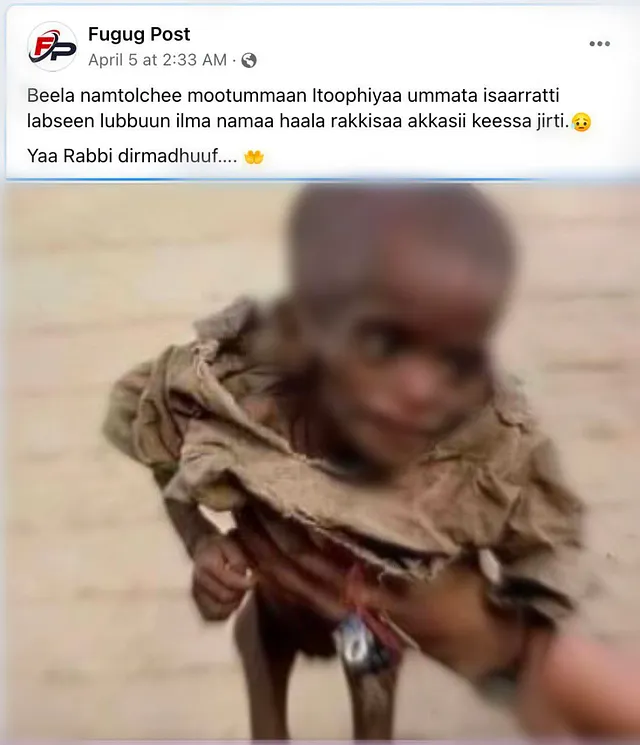 FP
Fugug Post
April 5 at 2:33 AM ·
Beela namtolchee mootummaan Itoophiyaa ummata isaarratti
labseen lubbuun ilma namaa haala rakkisaa akkasii keessa jirti.😥
Yaa Rabbi dirmadhuuf.... 🤲